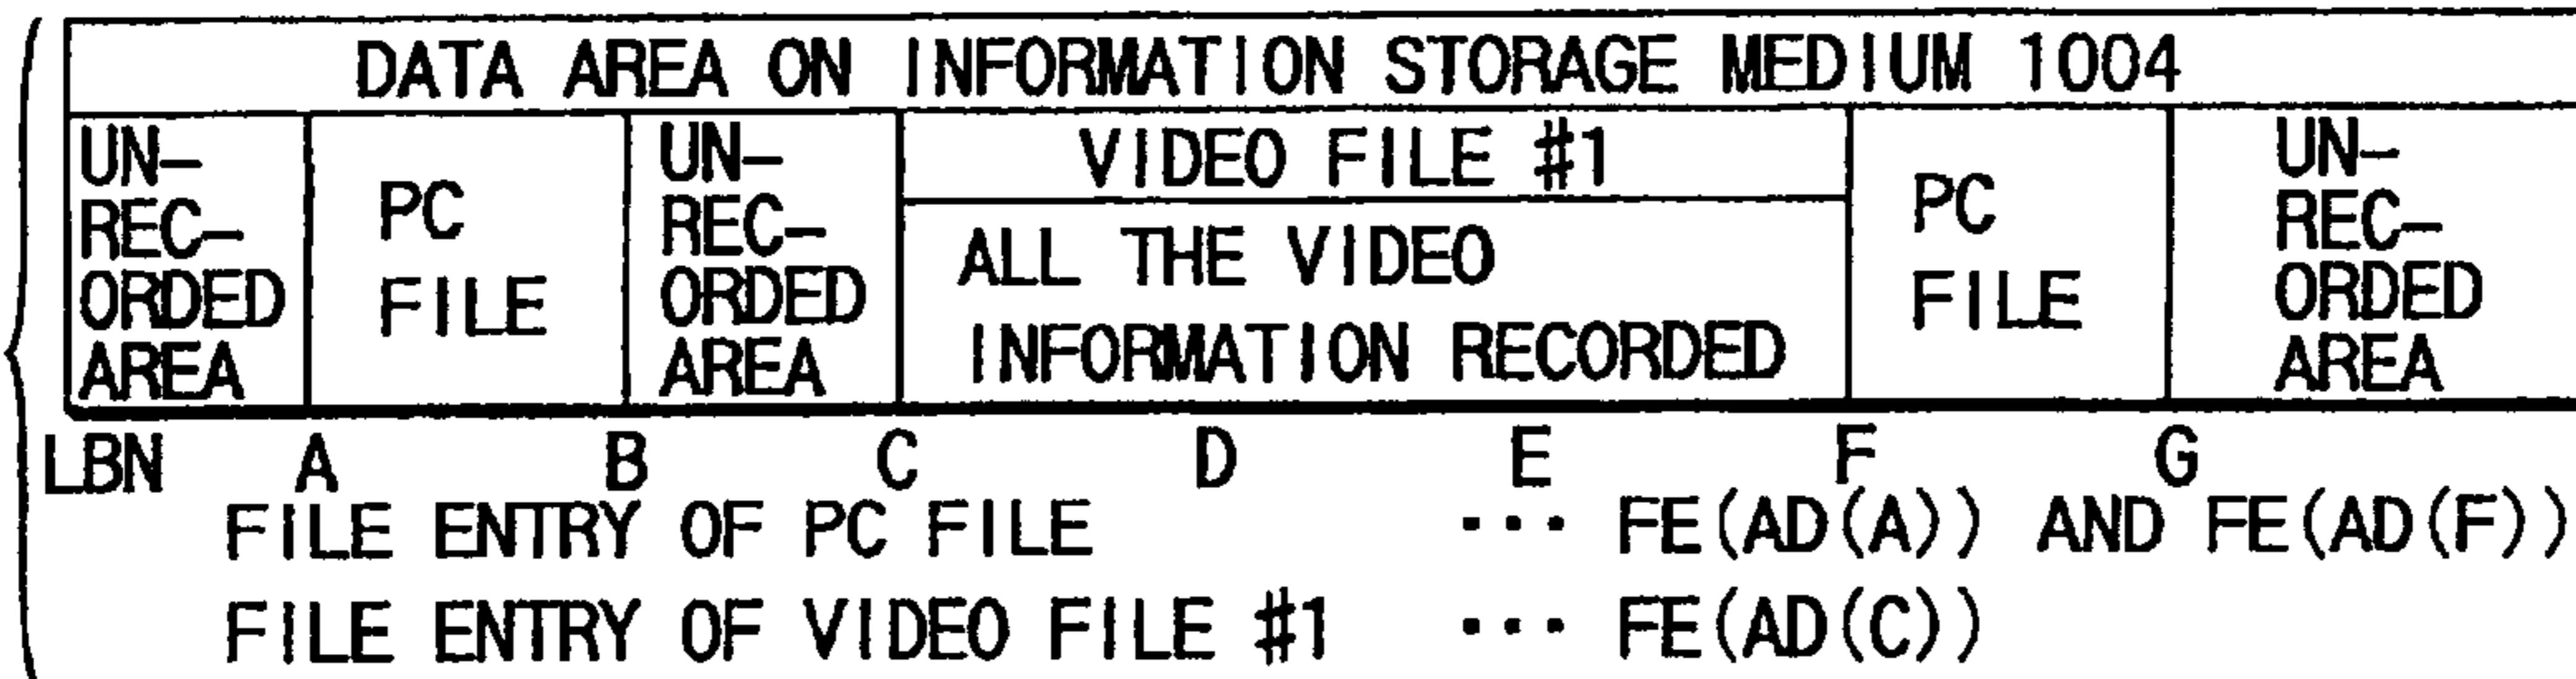 DATA AREA ON INFORMATION STORAGE MEDIUM 1004
UN-
REC-
ORDED
AREA
PC
FILE
UN-
REC-
ORDED
AREA
VIDEO FILE #1
ALL THE VIDEO
INFORMATION RECORDED
PC
FILE
UN-
REC-
ORDED
AREA
LBN A B C D E F G
FILE ENTRY OF PC FILE ··· FE(AD(A)) AND FE(AD(F))
FILE ENTRY OF VIDEO FILE #1 ··· FE(AD(C))